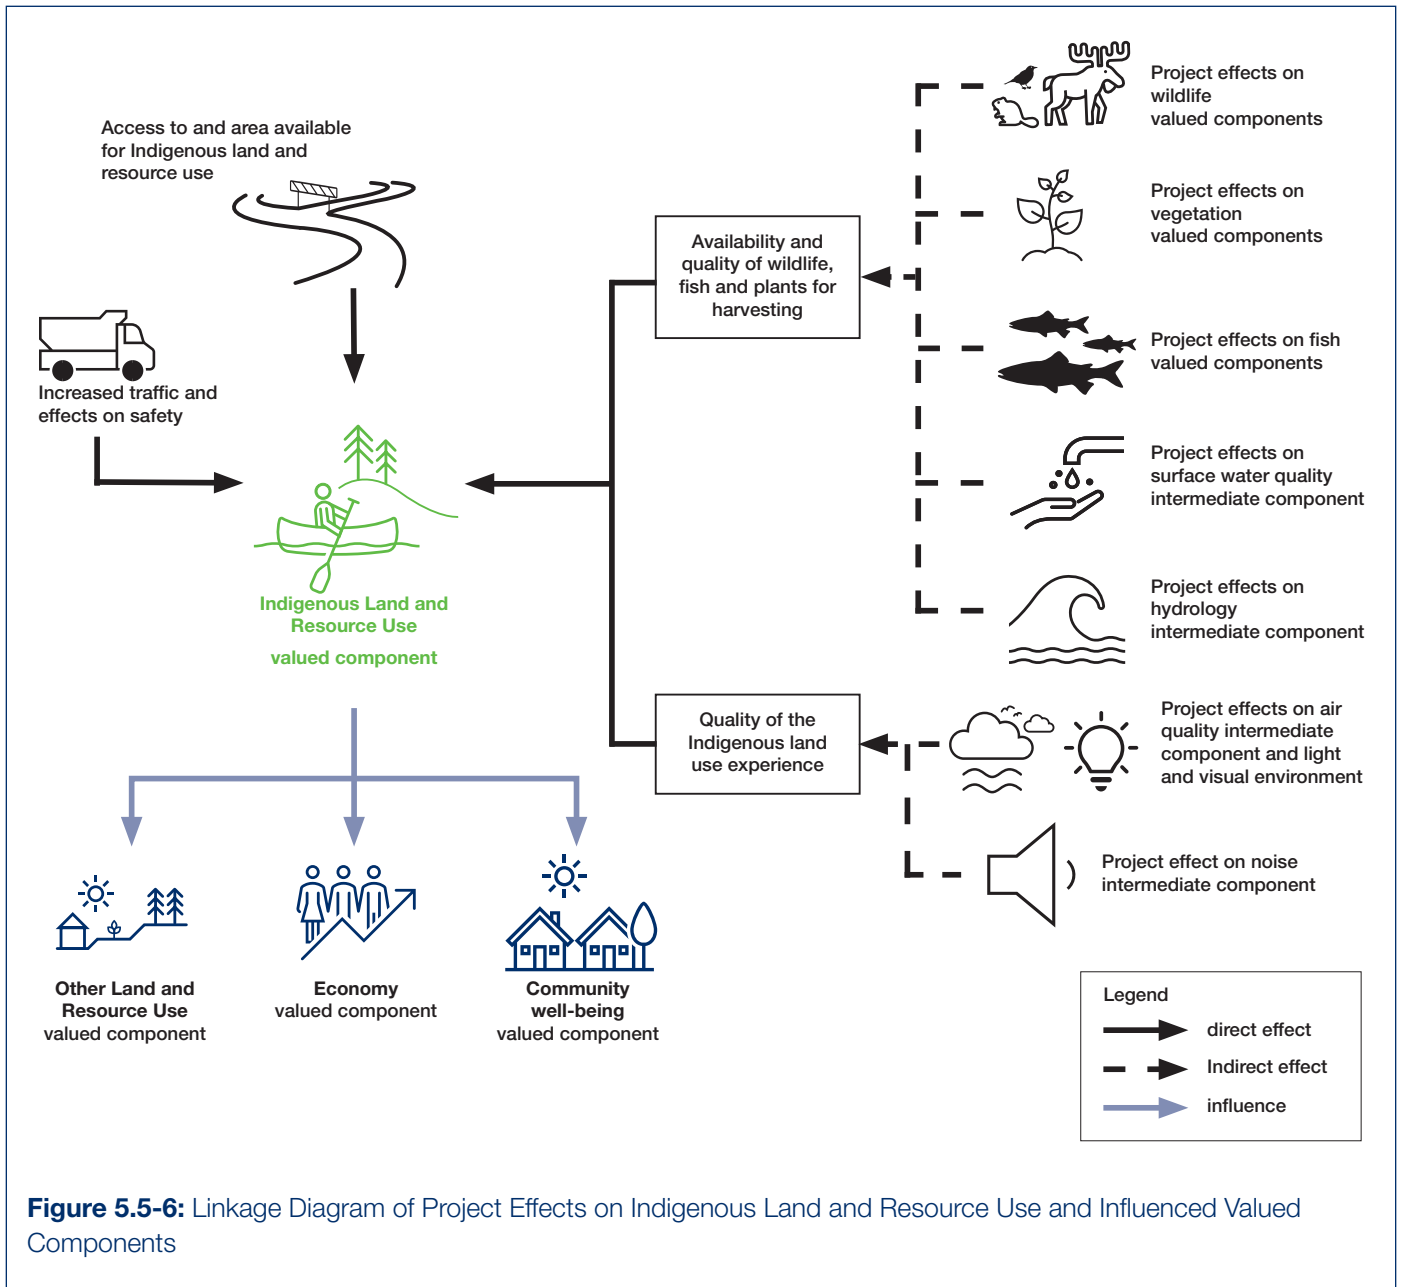 Access to and area available
for Indigenous land and
resource use
Increased traffic and
effects on safety
Indigenous Land and
Resource Use
valued component
Availability and
quality of wildlife,
fish and plants for
harvesting
Quality of the
Indigenous land
use experience
Project effects on
wildlife
valued components
Project effects on
vegetation
valued components
Project effects on fish
valued components
Project effects on
surface water quality
intermediate component
Project effects on
hydrology
intermediate component
Project effects on air
quality intermediate
component and light
and visual environment
Project effect on noise
intermediate component
Other Land and
Resource Use
valued component
Economy
valued component
Community
well-being
valued component
Legend
direct effect
Indirect effect
influence
Figure 5.5-6: Linkage Diagram of Project Effects on Indigenous Land and Resource Use and Influenced Valued
Components